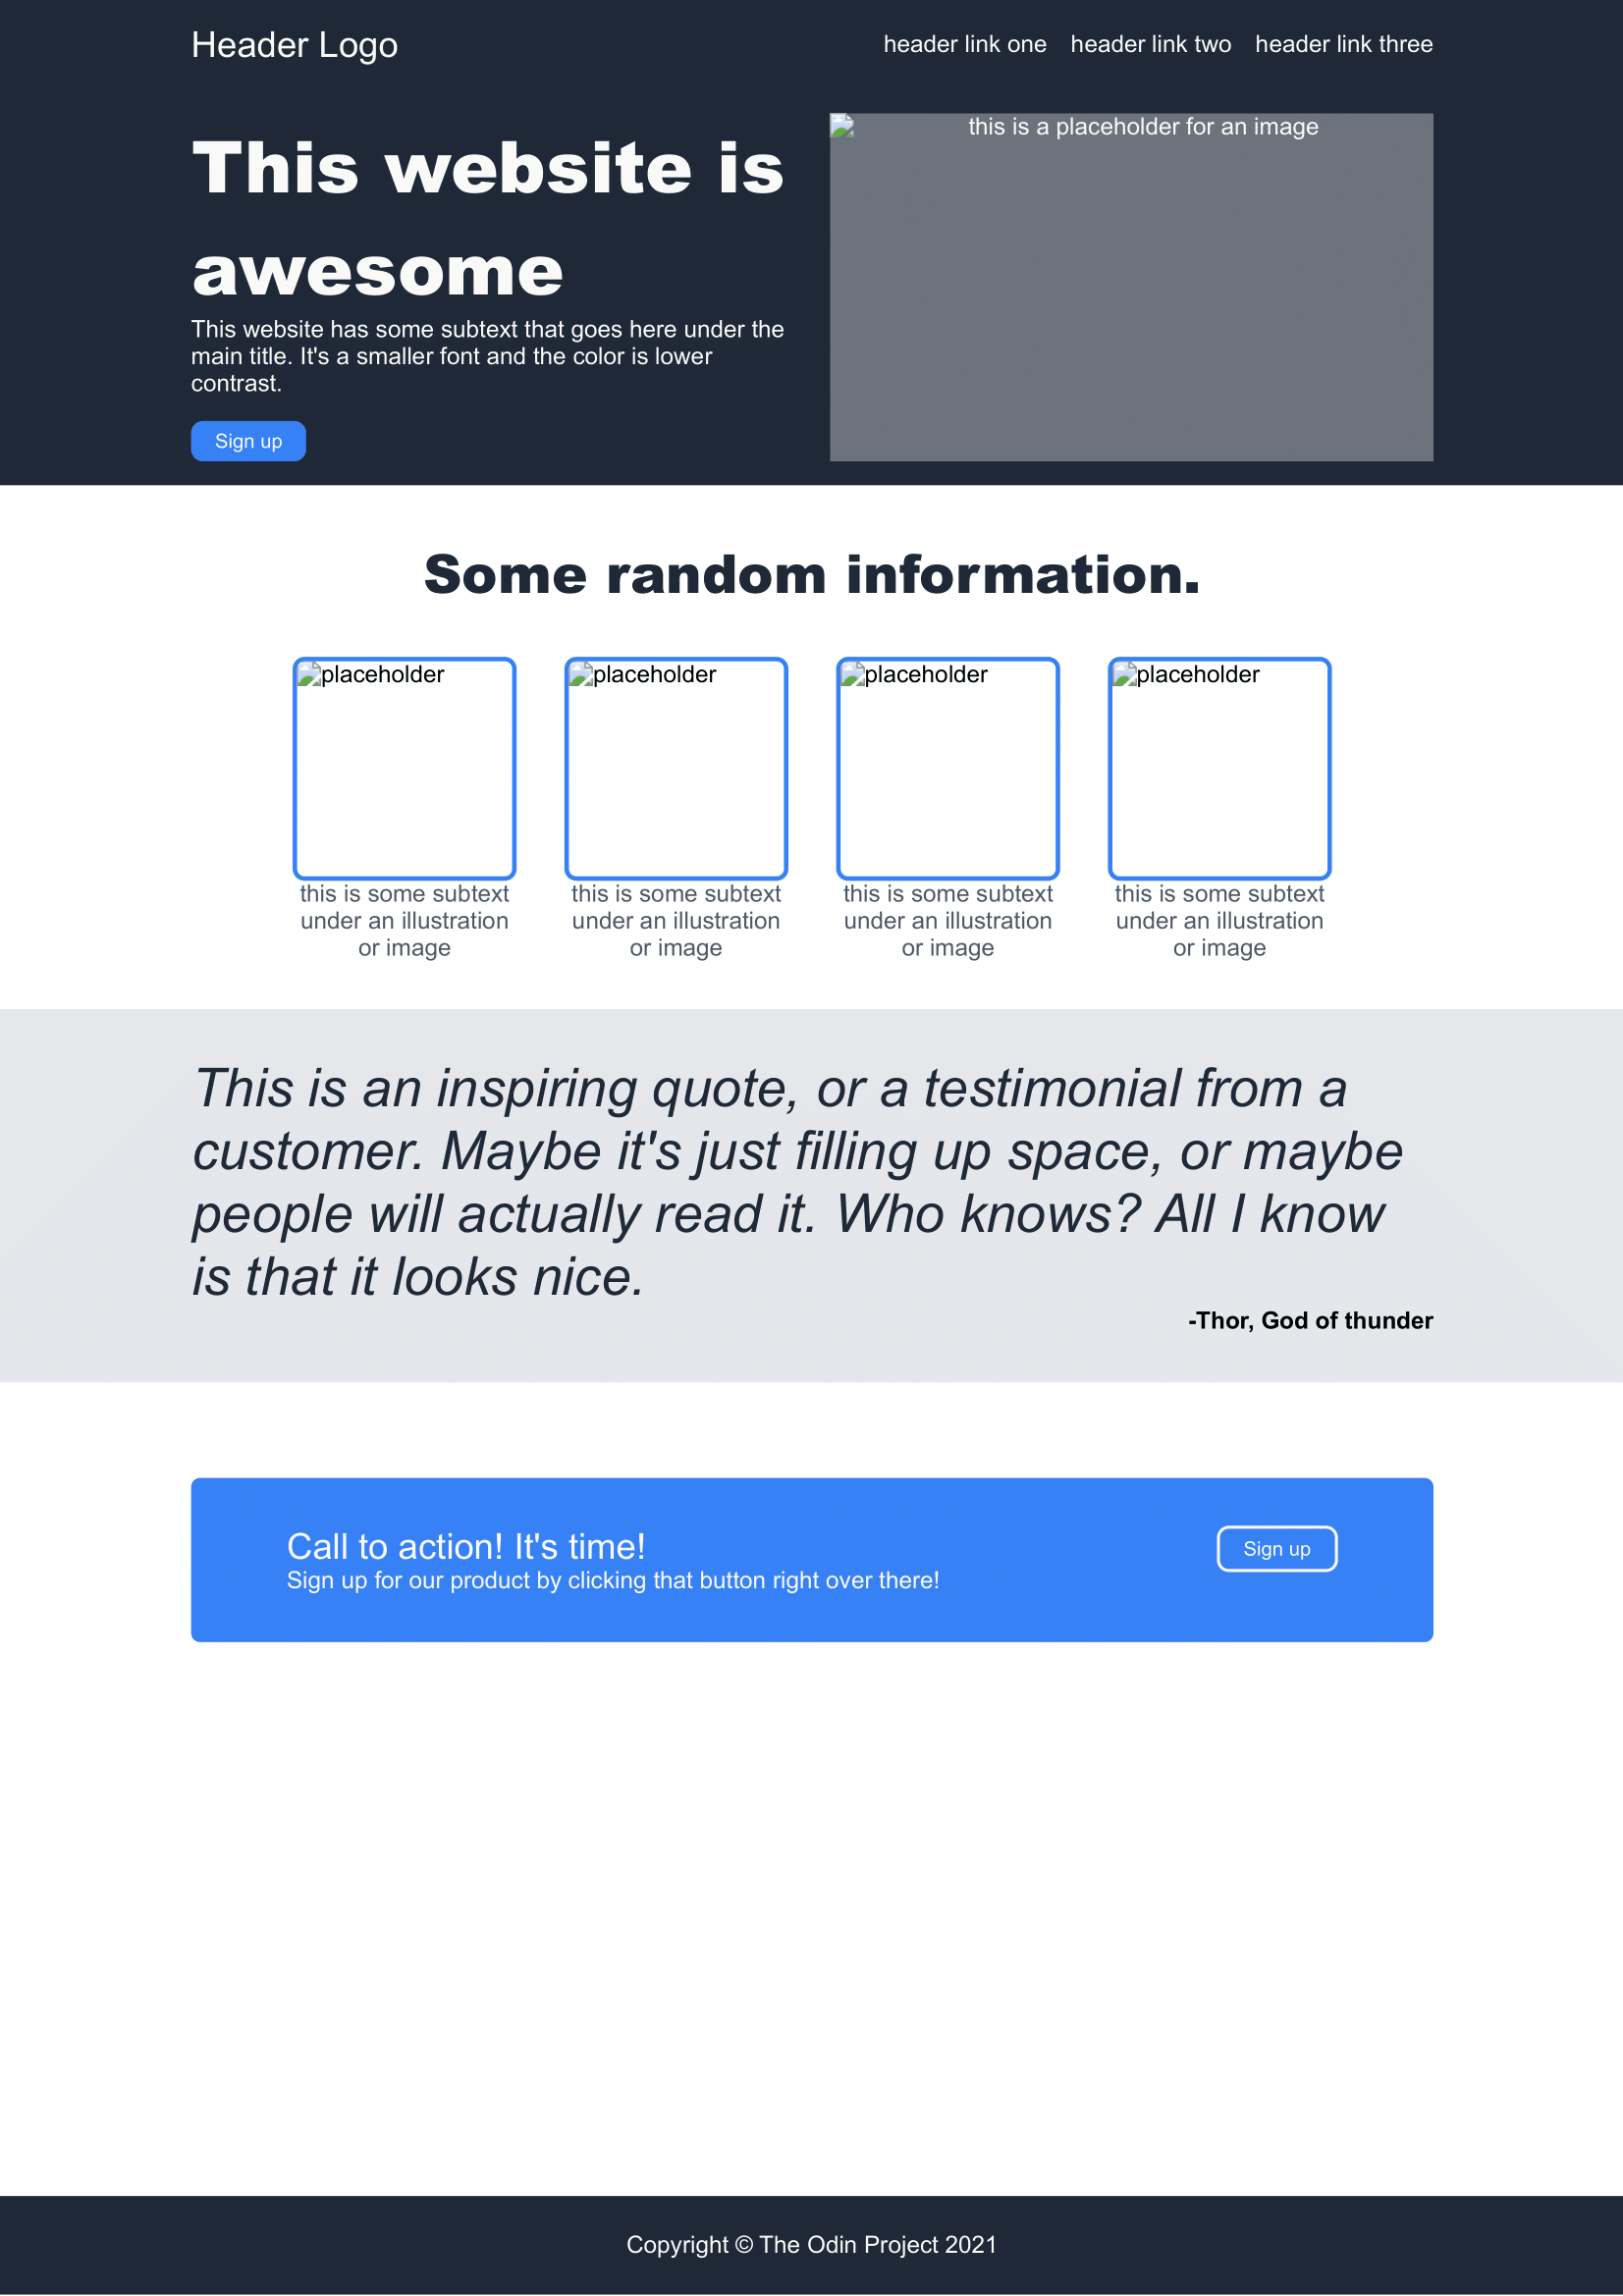 Header Logo
header link one header link two header link three
This website is
awesome
This website has some subtext that goes here under the
main title. It's a smaller font and the color is lower
contrast.
Sign up
this is a placeholder for an image
Some random information.
placeholder
this is some subtext
under an illustration
or image
placeholder
this is some subtext
under an illustration
or image
placeholder
this is some subtext
under an illustration
or image
placeholder
this is some subtext
under an illustration
or image
This is an inspiring quote, or a testimonial from a
customer. Maybe it's just filling up space, or maybe
people will actually read it. Who knows? All I know
is that it looks nice.
-Thor, God of thunder
Call to action! It's time!
Sign up for our product by clicking that button right over there!
Sign up
Copyright © The Odin Project 2021